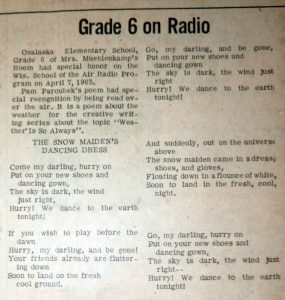 Grade 6 on Radio
Onalaska Elementary School,
Grade 6 of Mrs. Muehlenkamp's
Room had special honor on the
Wis. School of the Air Radio Pro-
gram on April 7, 1965.
Pam Paroubek's poem had spe-
cial recognition by being read ov-
er the air. It is a poem about the
weather for the creative writ-
ing series about the topic "Wea-
ther Is So Always".
THE SNOW MAIDEN'S
DANCING DRESS
Come my darling, hurry on
Put on your new shoes and
dancing gown,
The sky is dark, the wind
just right,
Hurry! We dance to the earth
tonight!
If you wish to play before the
dawn
Hurry, my darling, and be gone!
Your friends already are flutter-
ing down
Soon to land on the fresh
cool ground.
Go, my darling, and be gone,
Put on your new shoes and
dancing gown
The sky is dark, the wind just
right
Hurry! We dance to the earth
tonight!
And suddenly, out on the universe
above
The snow maiden came in a dress;
shoes, and gloves,
Floating down in a flounce of white,
Soon to land in the fresh, cool,
night.
Go, my darling, hurry on
Put on your new shoes and
dancing gown,
The sky is dark, the wind just
right--
Hurry! We dance to the earth
tonight!